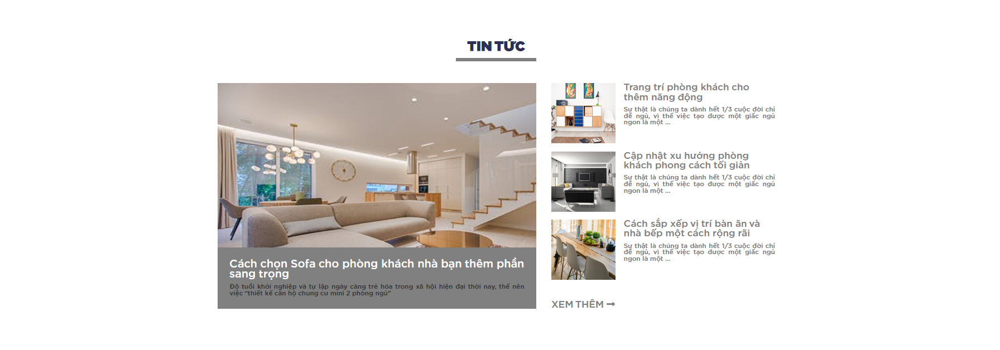 TIN TỨC
Cách chọn Sofa cho phòng khách nhà bạn thêm phần
sang trọng
Độ tuổi khởi nghiệp và tự lập ngày càng trẻ hóa trong xã hội hiện đại thời nay, thế nên
việc “thiết kế căn hộ chung cư mini 2 phòng ngủ”
Trang trí phòng khách cho
thêm năng động
Sự thật là chúng ta dành hết 1/3 cuộc đời chỉ
để ngủ, vì thế việc tạo được một giấc ngủ
ngon là một ...
Cập nhật xu hướng phòng
khách phong cách tối giản
Sự thật là chúng ta dành hết 1/3 cuộc đời chỉ
để ngủ, vì thế việc tạo được một giấc ngủ
ngon là một ...
Cách sắp xếp vị trí bàn ăn và
nhà bếp một cách rộng rãi
Sự thật là chúng ta dành hết 1/3 cuộc đời chỉ
để ngủ, vì thế việc tạo được một giấc ngủ
ngon là một ...
XEM THÊM →